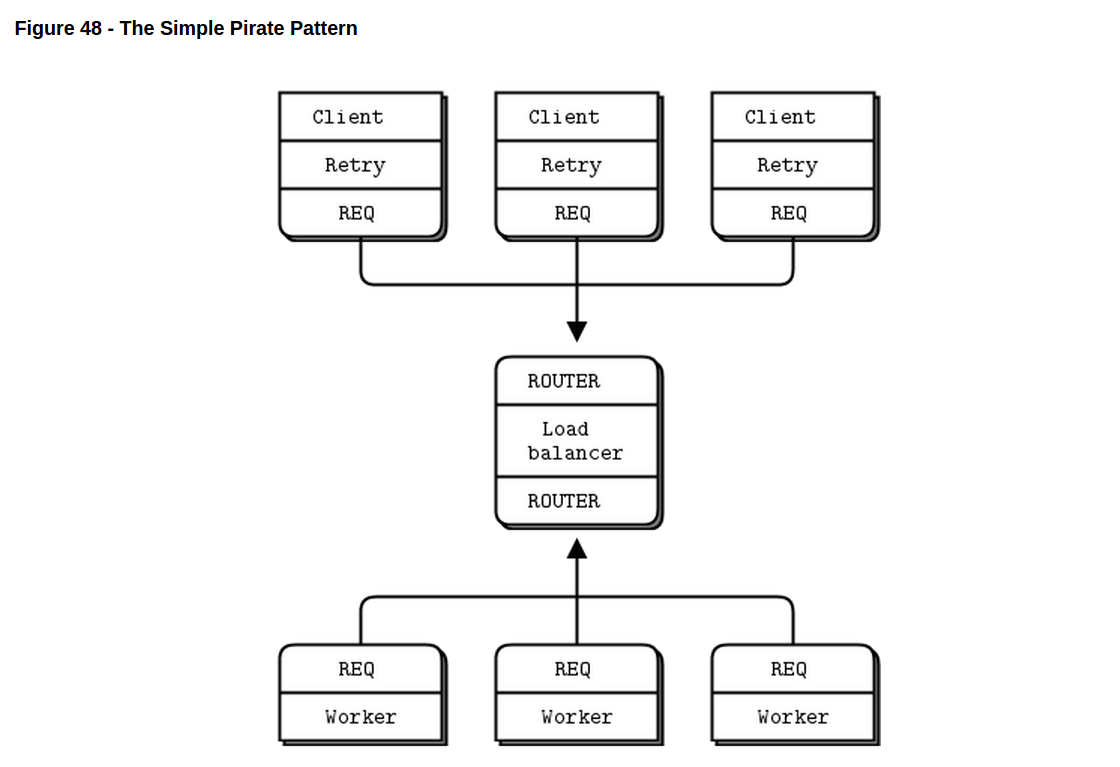 Figure 48 - The Simple Pirate Pattern
Client
Client
Client
Retry
Retry
Retry
REQ
REQ
REQ
ROUTER
Load
balancer
ROUTER
REQ
REQ
REQ
Worker
Worker
Worker